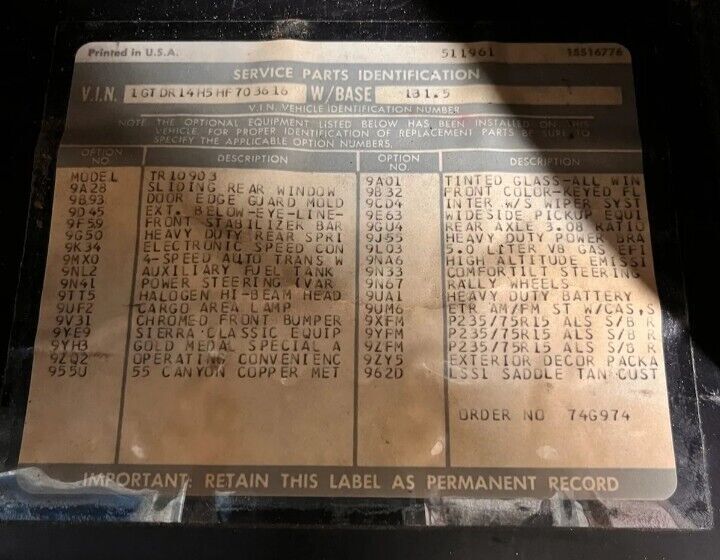 Printed in U.S.A. 511961 15516776
SERVICE PARTS IDENTIFICATION
V.I.N. 1GTDR14H5HF703616 W/BASE 131.5
V.I.N. VEHICLE IDENTIFICATION NUMBER
NOTE: THE OPTIONAL EQUIPMENT LISTED BELOW HAS BEEN INSTALLED ON THIS
VEHICLE. FOR PROPER IDENTIFICATION OF REPLACEMENT PARTS BE SURE TO
SPECIFY THE APPLICABLE OPTION NUMBERS.
OPTION NO. DESCRIPTION OPTION NO. DESCRIPTION
MODEL TR10903 9A01 TINTED GLASS-ALL WIN
9A28 SLIDING REAR WINDOW 9B32 FRONT COLOR-KEYED FL
9B93 DOOR EDGE GUARD MOLD 9CD4 INTER W/S WIPER SYST
9D45 EXT. BELOW-EYE-LINE- 9E63 WIDESIDE PICKUP EQUI
9F59 FRONT STABILIZER BAR 9GU4 REAR AXLE 3.08 RATIO
9G50 HEAVY DUTY REAR SPRI 9J55 HEAVY DUTY POWER BRA
9K34 ELECTRONIC SPEED CON 9L03 5.0 LITER V8 GAS EFI
9MX0 4-SPEED AUTO TRANS W 9NA6 HIGH ALTITUDE EMISSI
9NL2 AUXILIARY FUEL TANK 9N33 COMFORTILT STEERING
9N41 POWER STEERING (VAR 9N67 RALLY WHEELS
9TT5 HALOGEN HI-BEAM HEAD 9UA1 HEAVY DUTY BATTERY
9UF2 CARGO AREA LAMP 9UM6 ETR AM/FM ST W/CAS,S
9V31 CHROMED FRONT BUMPER 9XFM P235/75R15 ALS S/B R
9YE9 SIERRA CLASSIC EQUIP 9YFM P235/75R15 ALS S/B R
9YH3 GOLD MEDAL SPECIAL A 9ZFM P235/75R15 ALS S/B R
9ZQ2 OPERATING CONVENIENC 9ZY5 EXTERIOR DECOR PACKA
955U 55 CANYON COPPER MET 962D LSSI SADDLE TAN CUST
ORDER NO 74G974
IMPORTANT: RETAIN THIS LABEL AS PERMANENT RECORD